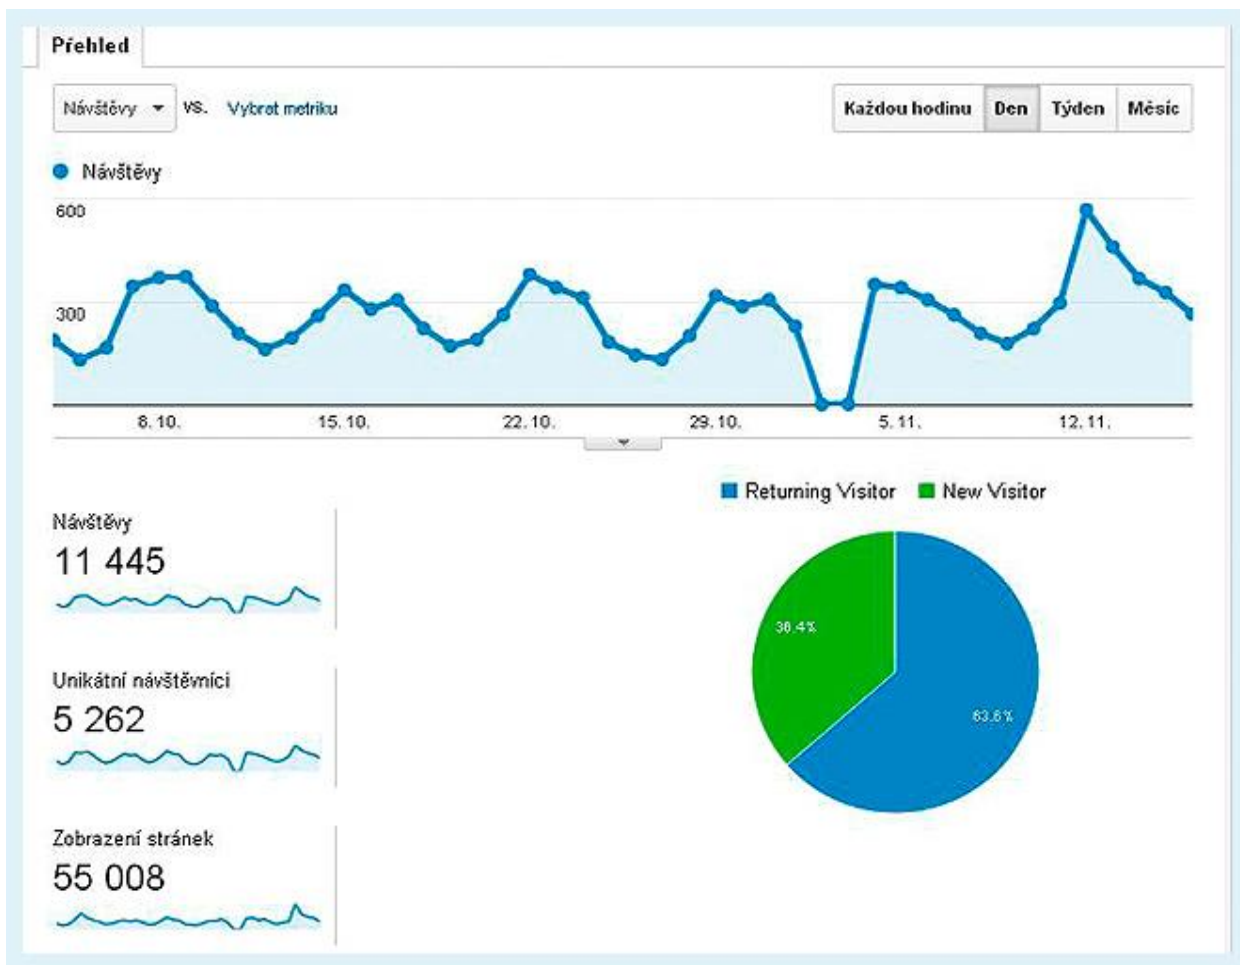 Přehled
Návštěvy vs. Vybrat metriku
Každou hodinu Den Týden Měsíc
Návštěvy
600
300
8. 10. 15. 10. 22. 10. 29. 10. 5. 11. 12. 11.
Returning Visitor New Visitor
Návštěvy
11 445
36.4%
Unikátní návštěvníci
5 262
63.6%
Zobrazení stránek
55 008